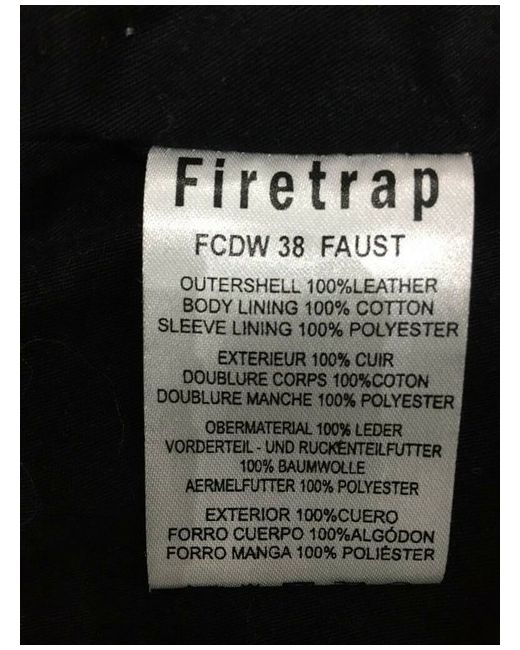 Firetrap
FCDW 38 FAUST
OUTERSHELL 100%LEATHER
BODY LINING 100% COTTON
SLEEVE LINING 100% POLYESTER
EXTERIEUR 100% CUIR
DOUBLURE CORPS 100%COTON
DOUBLURE MANCHE 100% POLYESTER
OBERMATERIAL 100% LEDER
VORDERTEIL - UND RUCKENTEILFUTTER
100% BAUMWOLLE
AERMELFUTTER 100% POLYESTER
EXTERIOR 100%CUERO
FORRO CUERPO 100%ALGÓDON
FORRO MANGA 100% POLIÉSTER